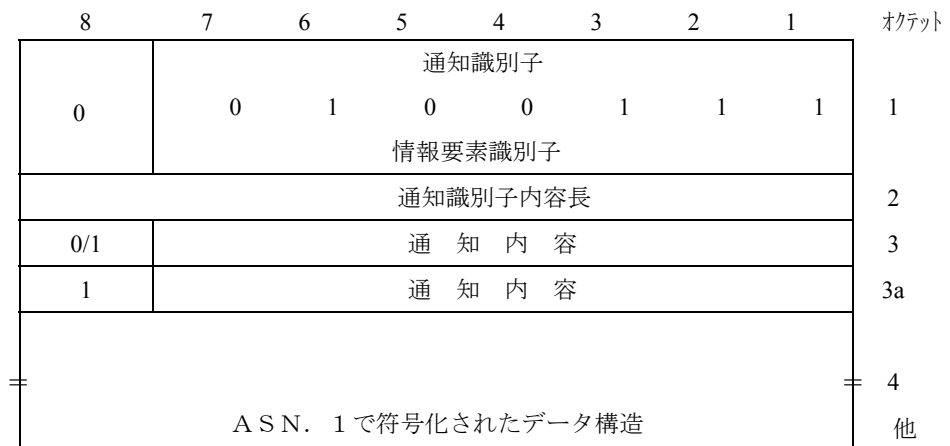 8 7 6 5 4 3 2 1 ｵｸﾃｯﾄ
通知識別子
0 0 1 0 0 1 1 1 1
情報要素識別子
通知識別子内容長 2
0/1 通 知 内 容 3
1 通 知 内 容 3a
4
ＡＳＮ．１で符号化されたデータ構造 他